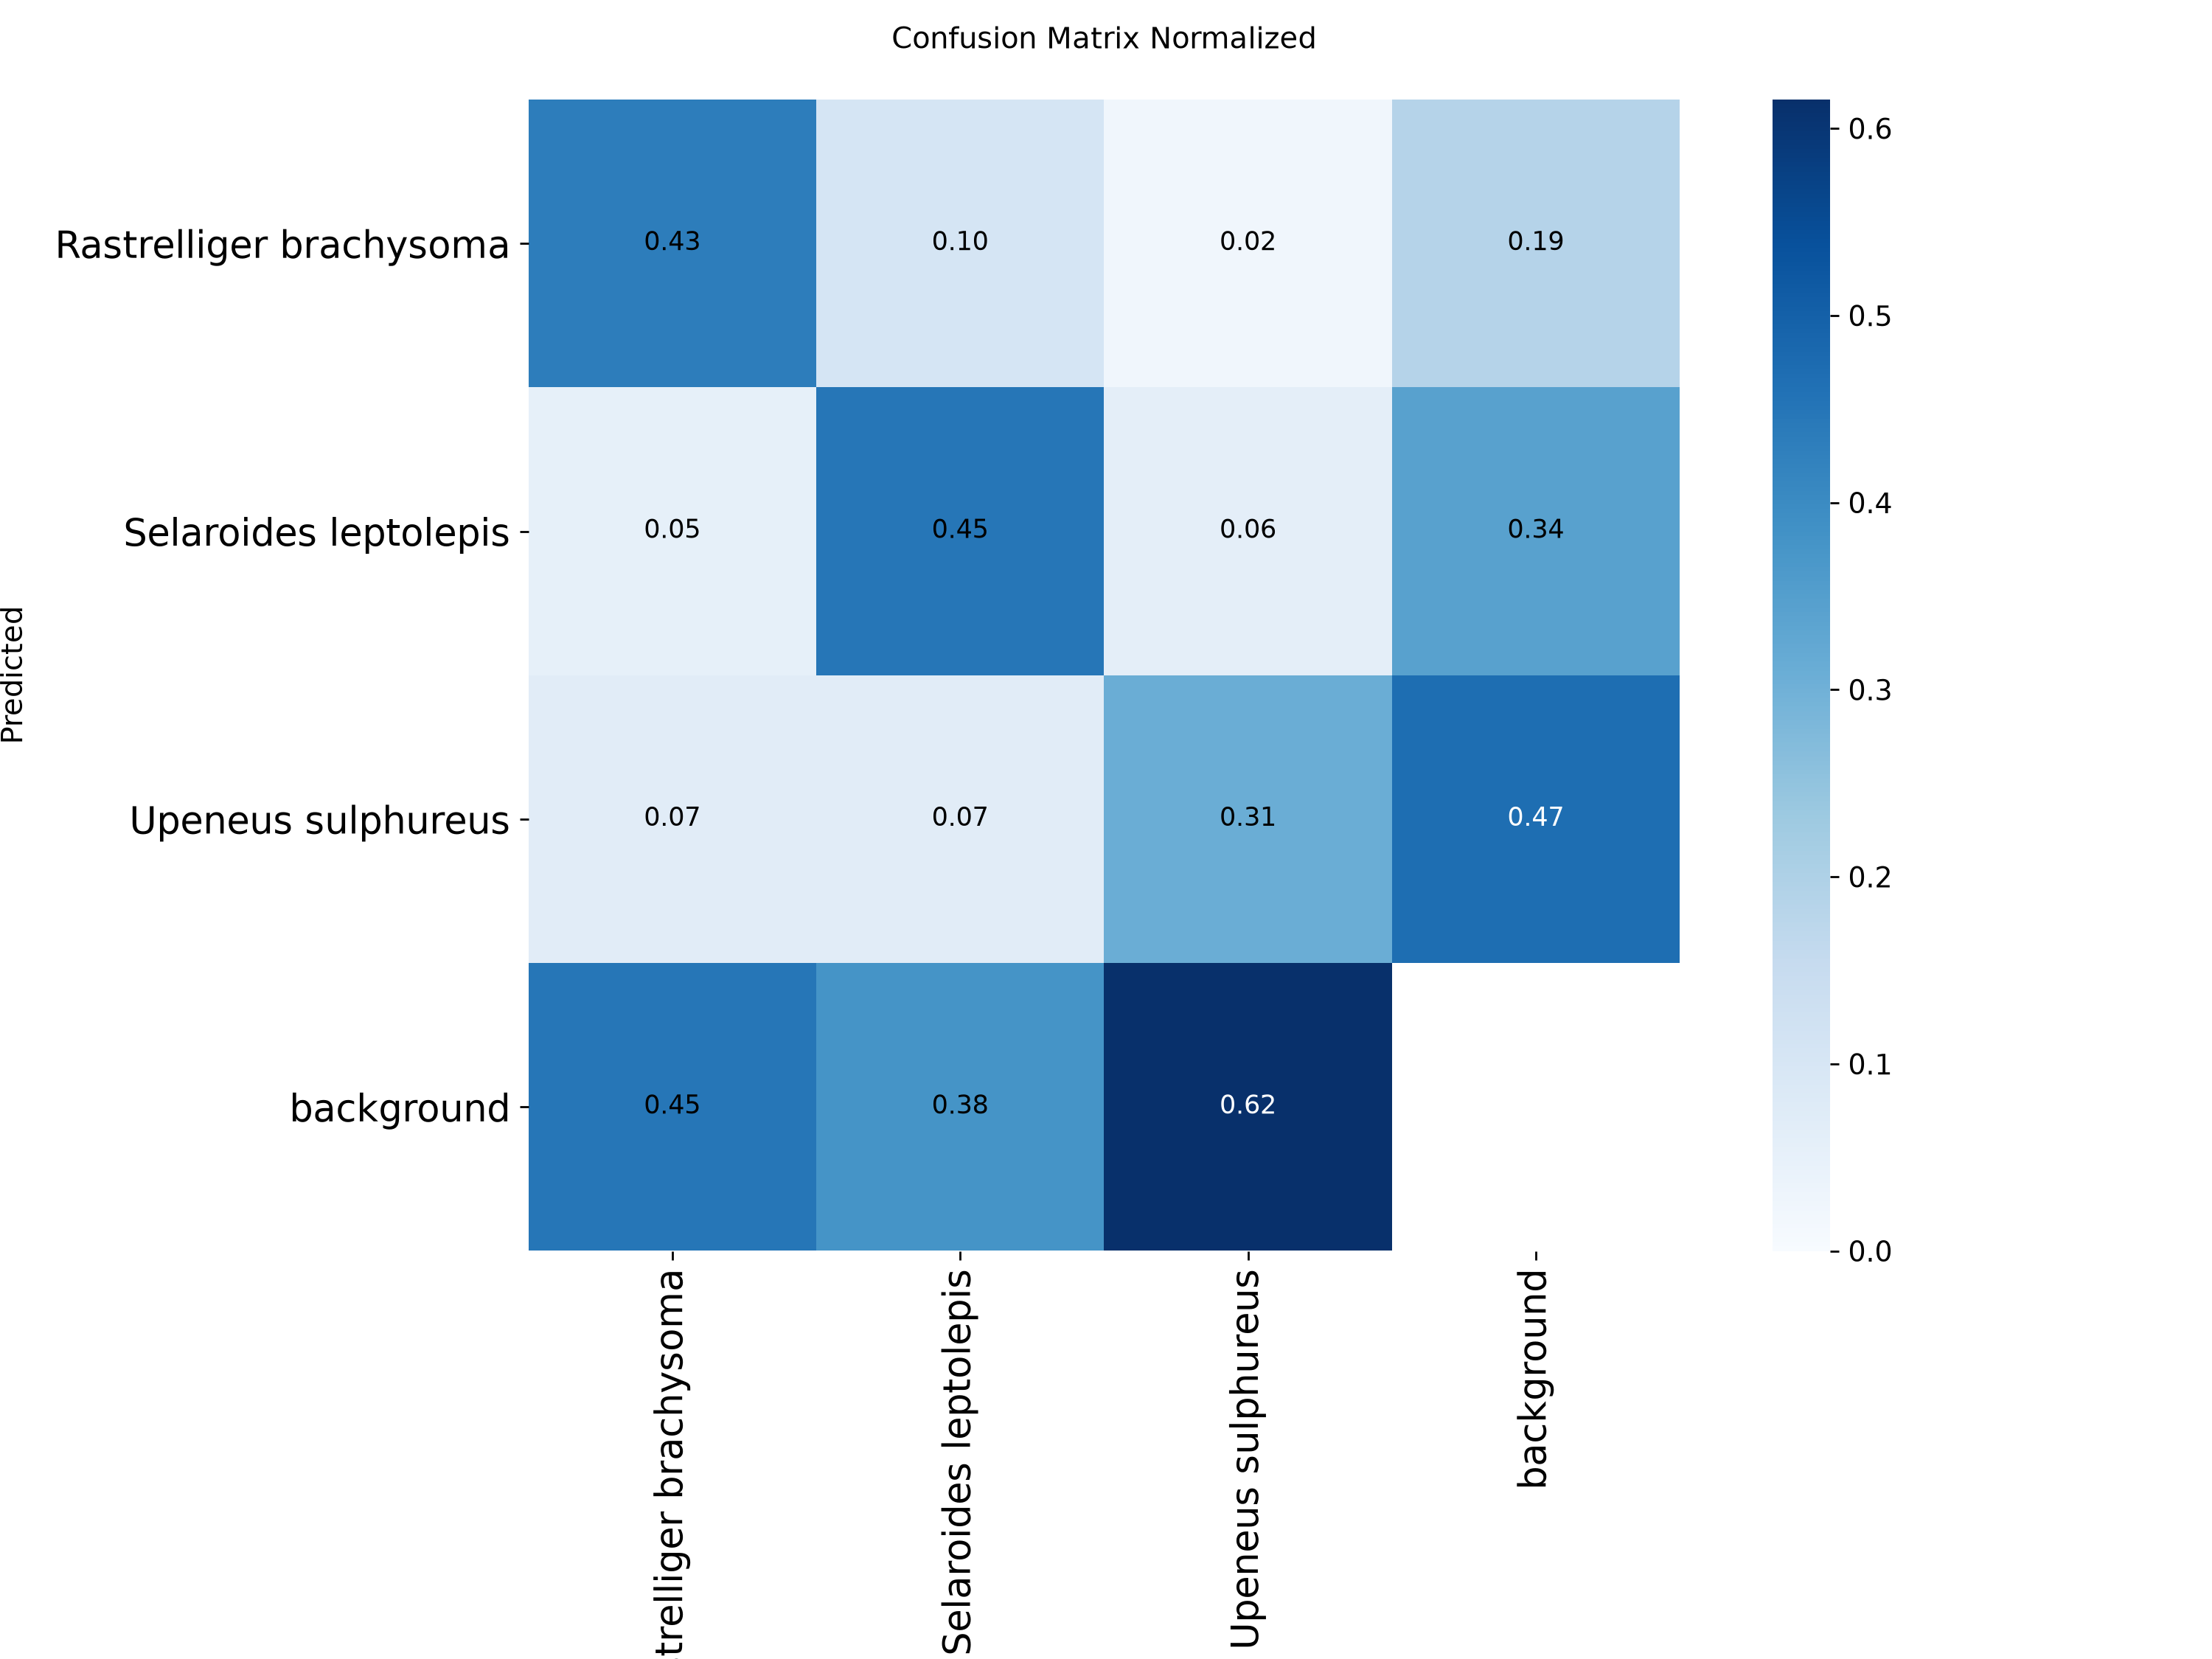 Confusion Matrix Normalized
Predicted
Rastrelliger brachysoma
0.43
0.10
0.02
0.19
Selaroides leptolepis
0.05
0.45
0.06
0.34
Upeneus sulphureus
0.07
0.07
0.31
0.47
background
0.45
0.38
0.62
trelliger brachysoma
Selaroides leptolepis
Upeneus sulphureus
background
0.6
0.5
0.4
0.3
0.2
0.1
0.0